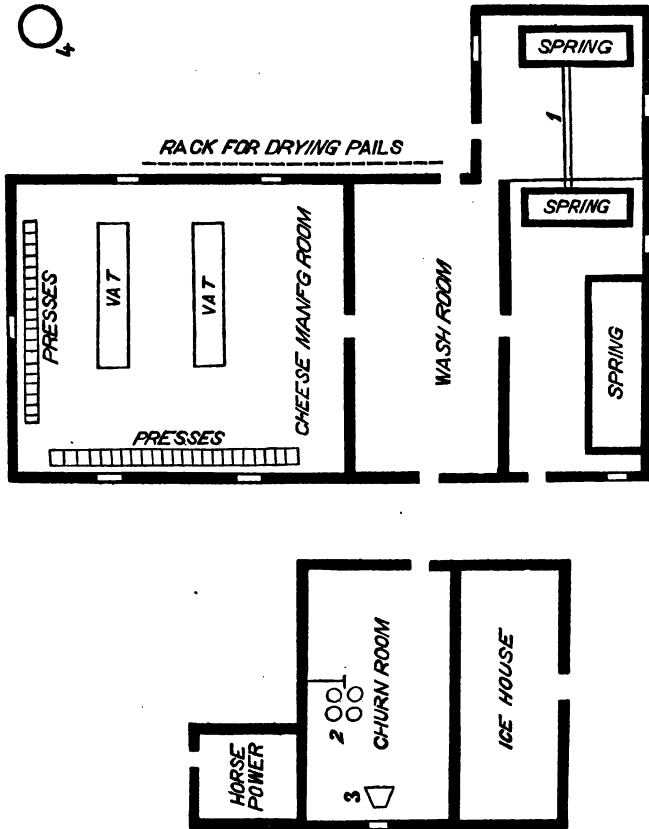 4
SPRING
1
RACK FOR DRYING PAILS
SPRING
PRESSES
VAT
VAT
CHEESE MANFG ROOM
WASH ROOM
SPRING
PRESSES
CHURN ROOM
2
3
ICE HOUSE
HORSE
POWER